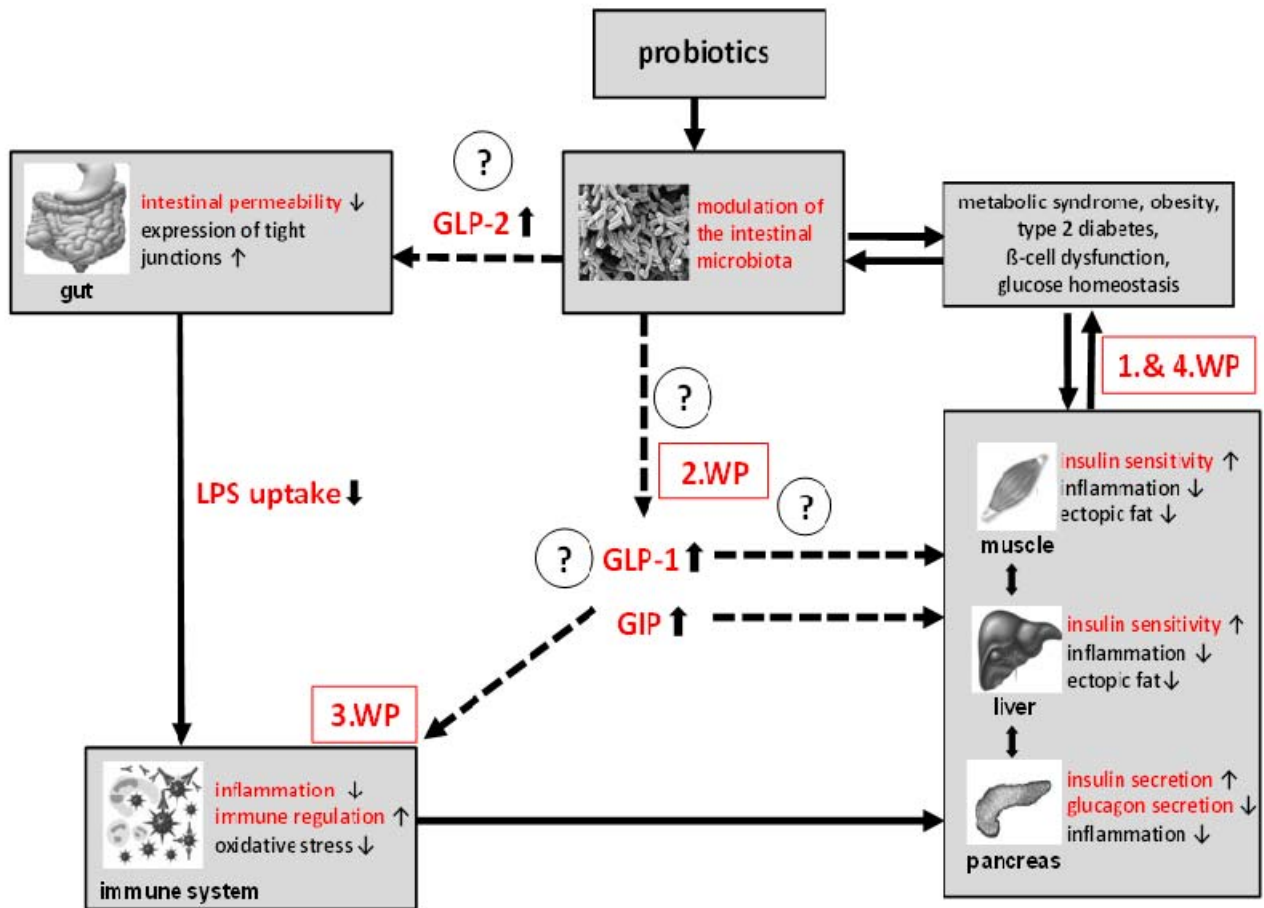 probiotics
?
GLP-2 ⬆
intestinal permeability ↓
expression of tight
junctions ↑
gut
modulation of
the intestinal
microbiota
metabolic syndrome, obesity,
type 2 diabetes,
ß-cell dysfunction,
glucose homeostasis
1.& 4.WP
?
2.WP
LPS uptake ⬇
?
?
GLP-1 ⬆
GIP ⬆
3.WP
insulin sensitivity ↑
inflammation ↓
ectopic fat ↓
muscle
insulin sensitivity ↑
inflammation ↓
ectopic fat ↓
liver
insulin secretion ↑
glucagon secretion ↓
inflammation ↓
pancreas
inflammation ↓
immune regulation ↑
oxidative stress ↓
immune system